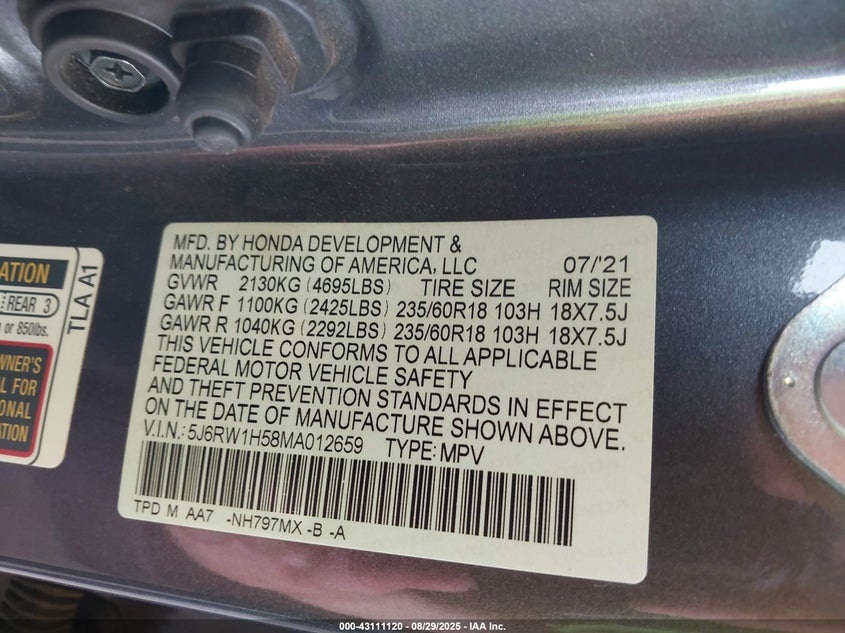 ATION
REAR 3
or 850lbs.
WNER'S
L FOR
ONAL
ATION
TLA A1
MFD. BY HONDA DEVELOPMENT &
MANUFACTURING OF AMERICA, LLC 07/'21
GVWR 2130KG (4695LBS) TIRE SIZE RIM SIZE
GAWR F 1100KG (2425LBS) 235/60R18 103H 18X7.5J
GAWR R 1040KG (2292LBS) 235/60R18 103H 18X7.5J
THIS VEHICLE CONFORMS TO ALL APPLICABLE
FEDERAL MOTOR VEHICLE SAFETY
AND THEFT PREVENTION STANDARDS IN EFFECT
ON THE DATE OF MANUFACTURE SHOWN ABOVE.
V.I.N.: 5J6RW1H58MA012659 TYPE: MPV
TPD M AA7 -NH797MX -B -A
000-43111120 - 08/29/2025 - IAA Inc.